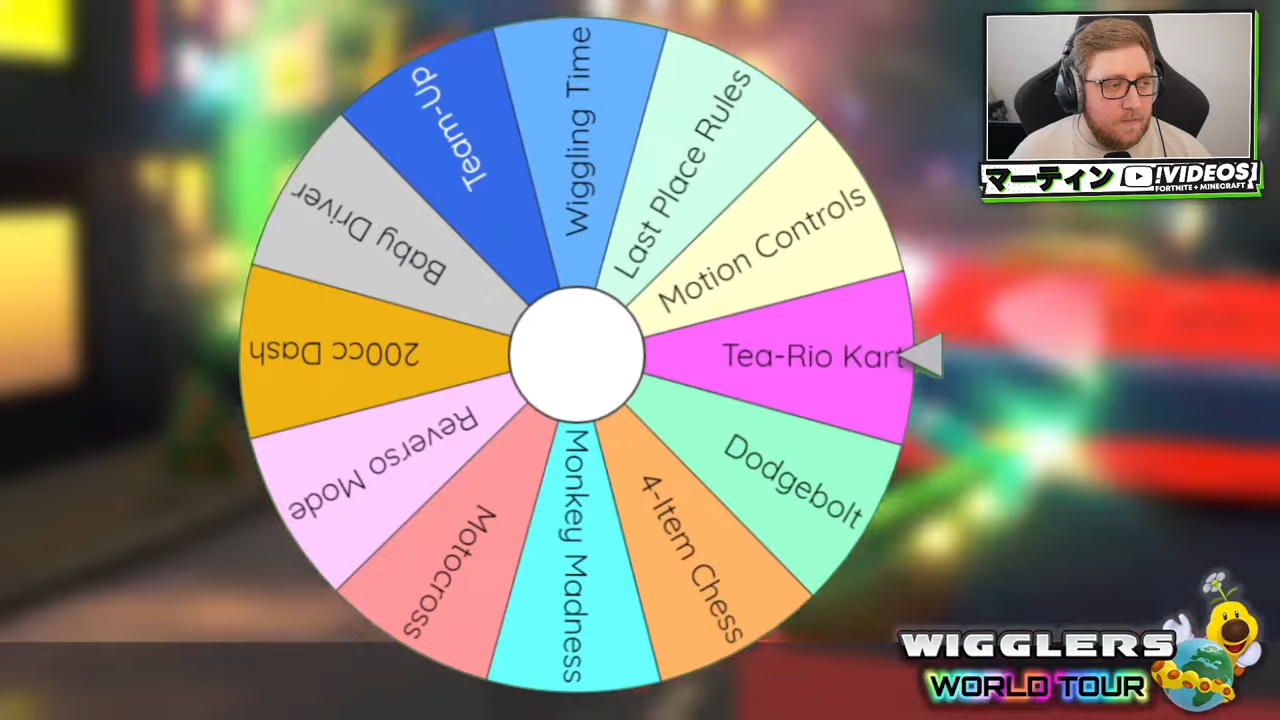 Wiggling Time
Last Place Rules
Motion Controls
Tea-Rio Kart
Dodgebolt
4-Item Chess
Monkey Madness
Motocross
Reverso Mode
200cc Dash
Baby Driver
Team-Up
マーティン
!VIDEOS
FORTNITE + MINECRAFT
WIGGLERS
WORLD TOUR